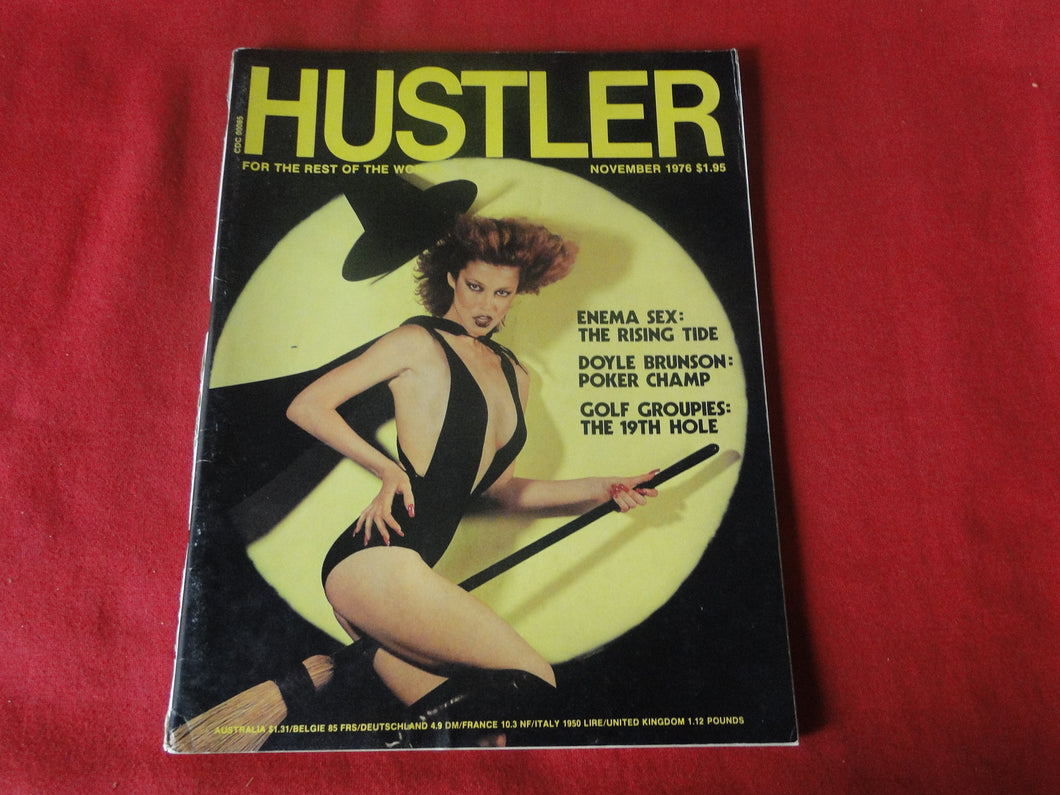 CDC 00085
HUSTLER
FOR THE REST OF THE
NOVEMBER 1976 $1.95
ENEMA SEX:
THE RISING TIDE
DOYLE BRUNSON:
POKER CHAMP
GOLF GROUPIES:
THE 19TH HOLE
AUSTRALIA $1.31/BELGIE 85 FRS/DEUTSCHLAND 4.9 DM/FRANCE 10.3 NF/ITALY 1950 LIRE/UNITED KINGDOM 1.12 POUNDS